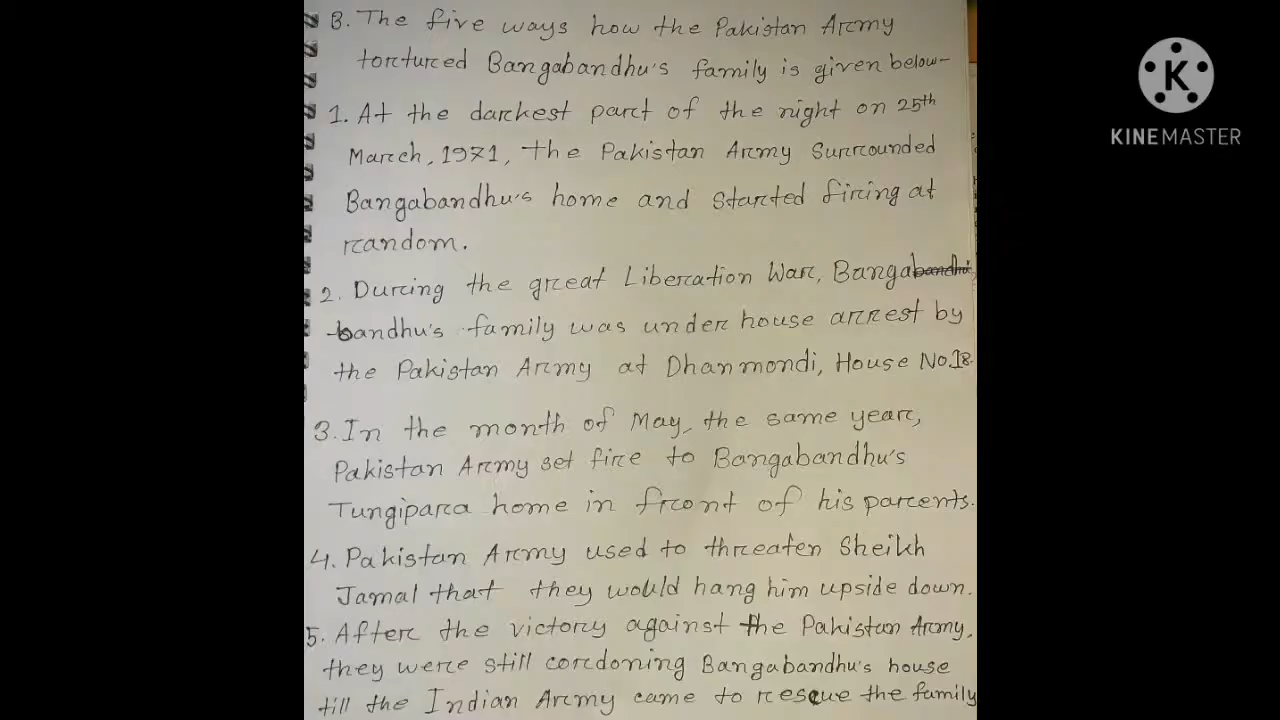 B. The five ways how the Pakistan Army
tortured Bangabandhu's family is given below-
1. At the darkest part of the night on 25th
March, 1971, the Pakistan Army Surrounded
Bangabandhu's home and started firing at
random.
2. During the great Liberation War, Bangabandhu
bandhu's family was under house arrest by
the Pakistan Army at Dhanmondi, House No.18.
3. In the month of May, the same year,
Pakistan Army set fire to Bangabandhu's
Tungipara home in front of his parents.
4. Pakistan Army used to threaten Sheikh
Jamal that they would hang him upside down.
5. After the victory against the Pakistan Army,
they were still cordoning Bangabandhu's house
till the Indian Army came to rescue the family
K
KINEMASTER